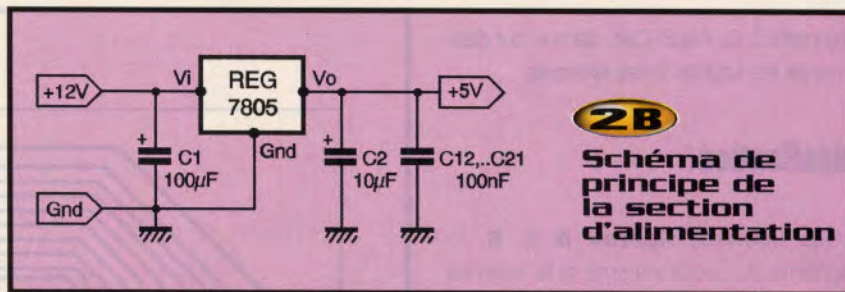 +12V
Vi
REG
7805
Vo
+5V
Gnd
+
C1
100µF
+
C2
10µF
C12,..C21
100nF
Gnd
2B
Schéma de
principe de
la section
d'alimentation